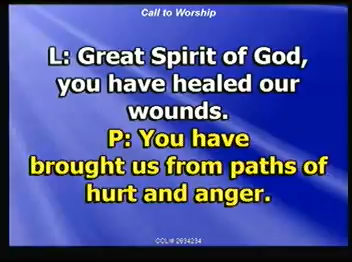 Call to Worship
L: Great Spirit of God,
you have healed our
wounds.
P: You have
brought us from paths of
hurt and anger.
CCLI# 2634234